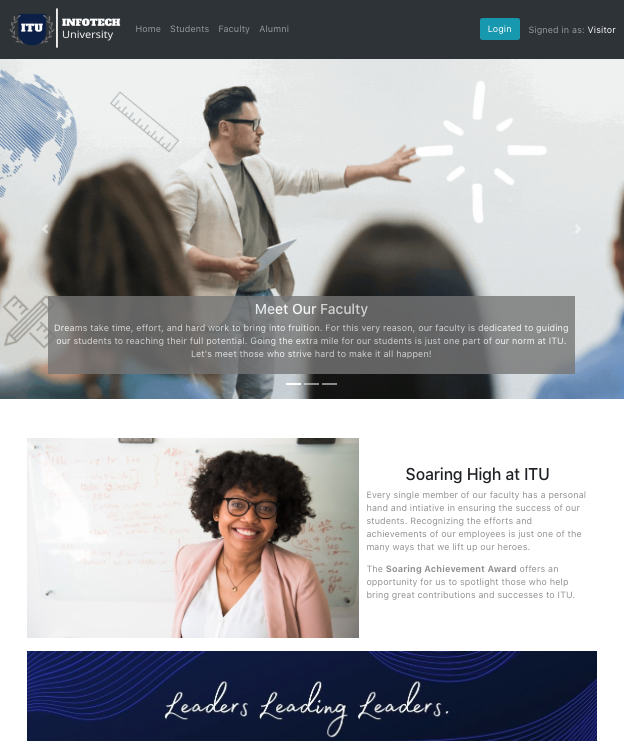 ITU
INFOTECH
University
Home Students Faculty Alumni
Login
Signed in as: Visitor
Meet Our Faculty
Dreams take time, effort, and hard work to bring into fruition. For this very reason, our faculty is dedicated to guiding
our students to reaching their full potential. Going the extra mile for our students is just one part of our norm at ITU.
Let's meet those who strive hard to make it all happen!
Soaring High at ITU
Every single member of our faculty has a personal
hand and intiative in ensuring the success of our
students. Recognizing the efforts and
achievements of our employees is just one of the
many ways that we lift up our heroes.
The Soaring Achievement Award offers an
opportunity for us to spotlight those who help
bring great contributions and successes to ITU.
Leaders Leading Leaders.